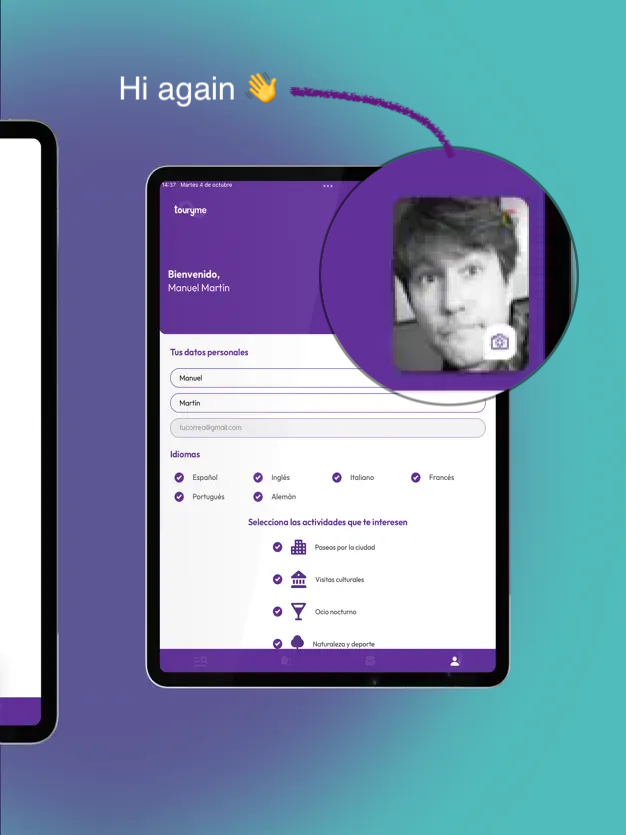 Hi again 👋
14:37 Martes 4 de octubre
touryme
Bienvenido,
Manuel Martín
Tus datos personales
Manuel
Martín
tucorreo@gmail.com
Idiomas
Español Inglés Italiano Francés
Portugués Alemán
Selecciona las actividades que te interesen
Paseos por la ciudad
Visitas culturales
Ocio nocturno
Naturaleza y deporte